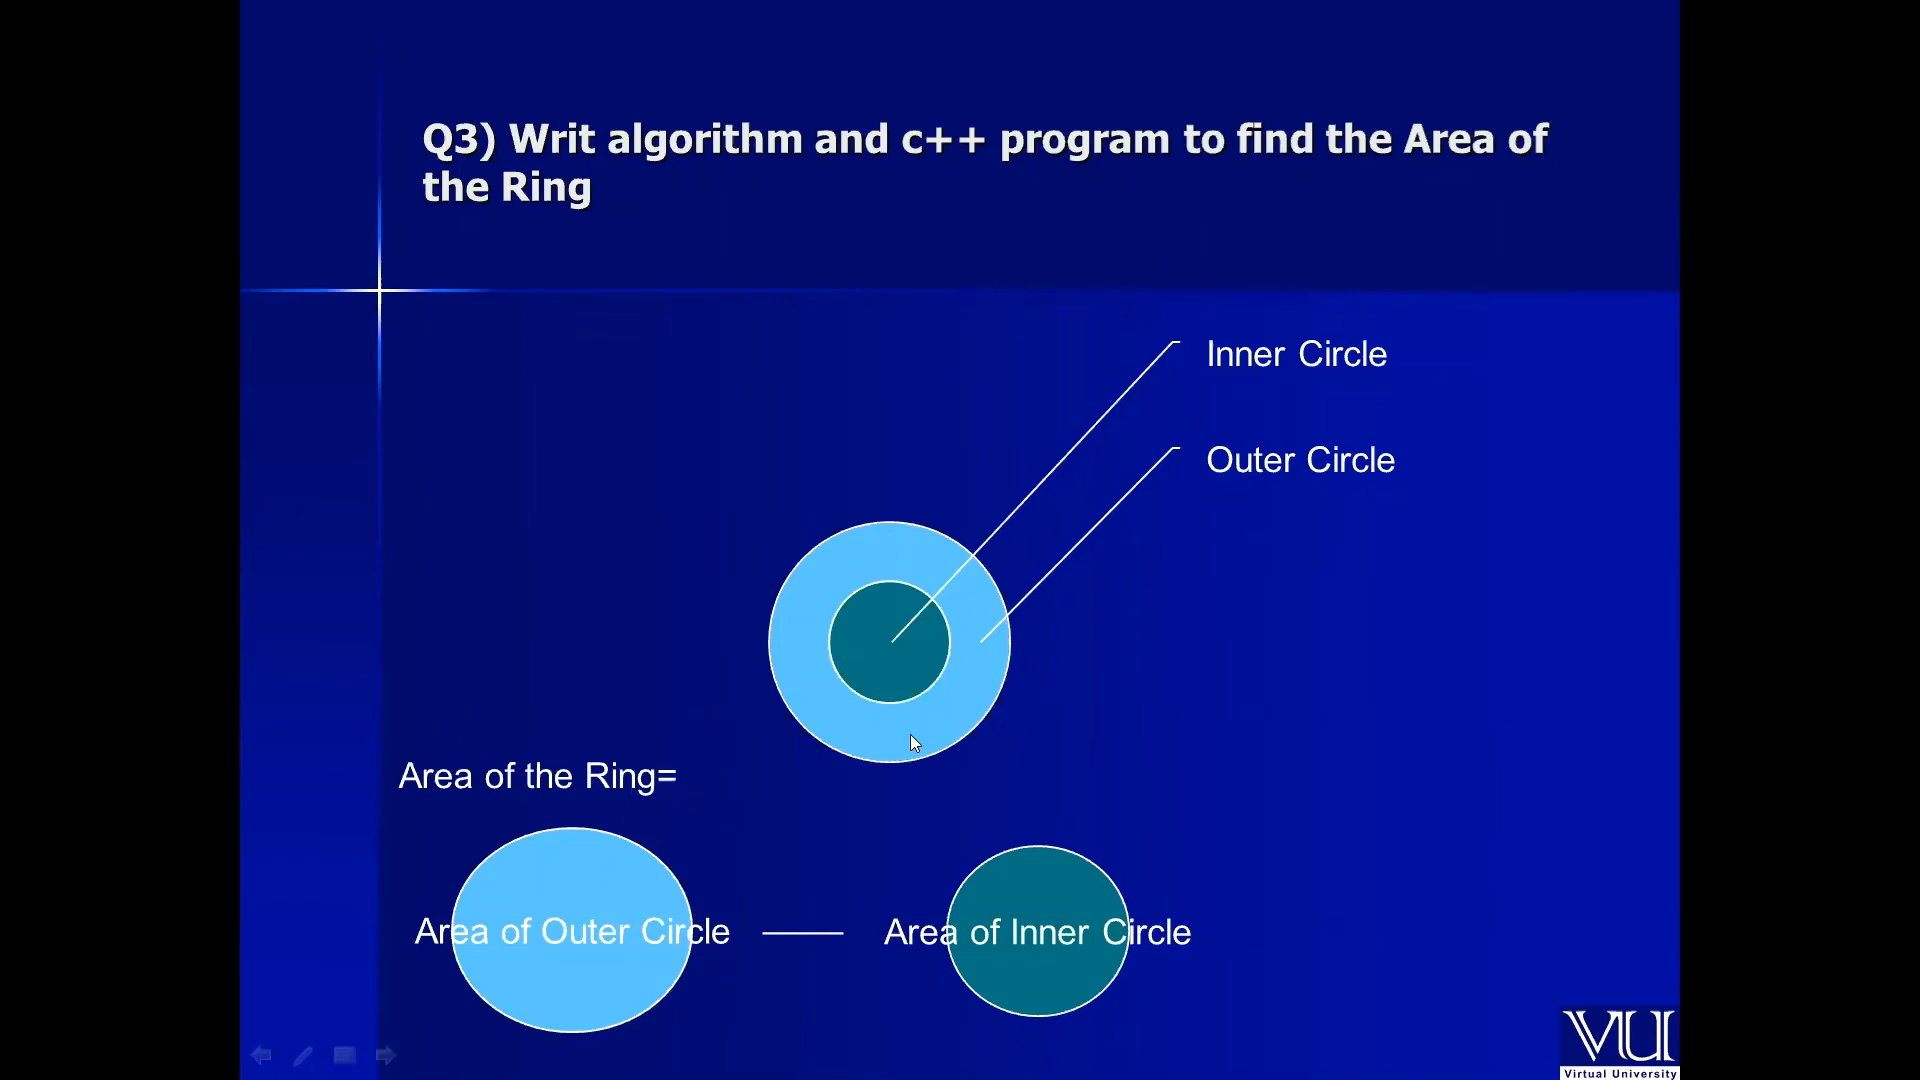 Q3) Writ algorithm and c++ program to find the Area of
the Ring
Inner Circle
Outer Circle
Area of the Ring=
Area of Outer Circle
Area of Inner Circle
VU
Virtual University